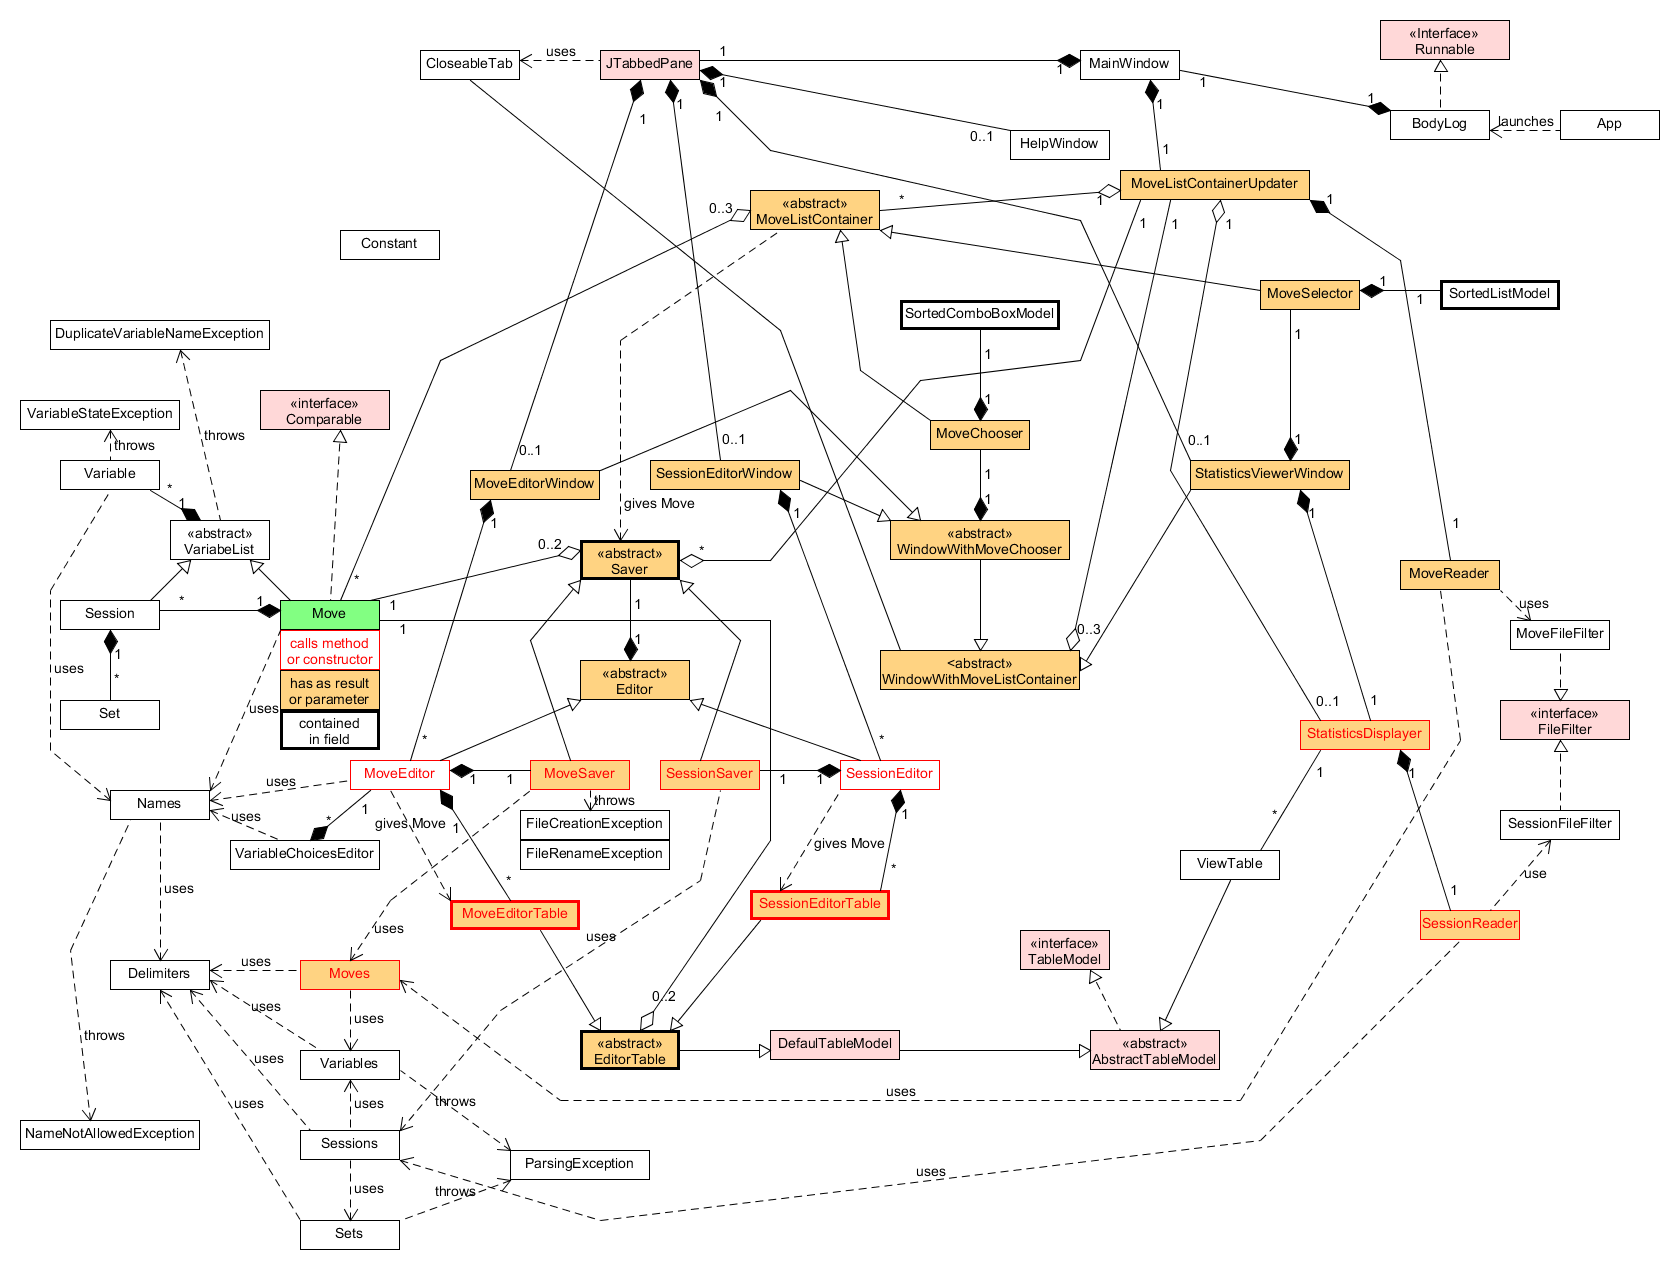 «Interface»
Runnable
CloseableTab
uses
JTabbedPane
1
1
MainWindow
1
1
1
BodyLog
launches
App
1
1
1
1
1
0..1
HelpWindow
1
MoveListContainerUpdater
«abstract»
MoveListContainer
0..3
*
1
1
1
1
1
Constant
MoveSelector
1
1
SortedListModel
SortedComboBoxModel
1
1
DuplicateVariableNameException
VariableStateException
throws
throws
«interface»
Comparable
1
MoveChooser
0..1
0..1
0..1
1
Variable
MoveEditorWindow
SessionEditorWindow
StatisticsViewerWindow
1
1
*
1
gives Move
1
1
1
1
«abstract»
VariabeList
«abstract»
WindowWithMoveChooser
0..2
*
«abstract»
Saver
1
MoveReader
*
Session
*
1
Move
1
1
1
uses
MoveFileFilter
calls method
or constructor
has as result
or parameter
contained
in field
1
1
0..3
uses
1
*
Set
«abstract»
Editor
<abstract»
WindowWithMoveListContainer
uses
0..1
1
«interface»
FileFilter
StatisticsDisplayer
*
*
MoveEditor
1
1
MoveSaver
SessionSaver
1
1
SessionEditor
1
1
Names
uses
uses
1
*
gives Move
1
throws
FileCreationException
FileRenameException
VariableChoicesEditor
1
gives Move
*
*
SessionFileFilter
ViewTable
use
uses
*
MoveEditorTable
SessionEditorTable
1
SessionReader
uses
uses
«interface»
TableModel
Delimiters
uses
Moves
0..2
uses
uses
throws
uses
Variables
«abstract»
EditorTable
DefaulTableModel
«abstract»
AbstractTableModel
uses
uses
throws
uses
NameNotAllowedException
Sessions
ParsingException
uses
uses
throws
Sets